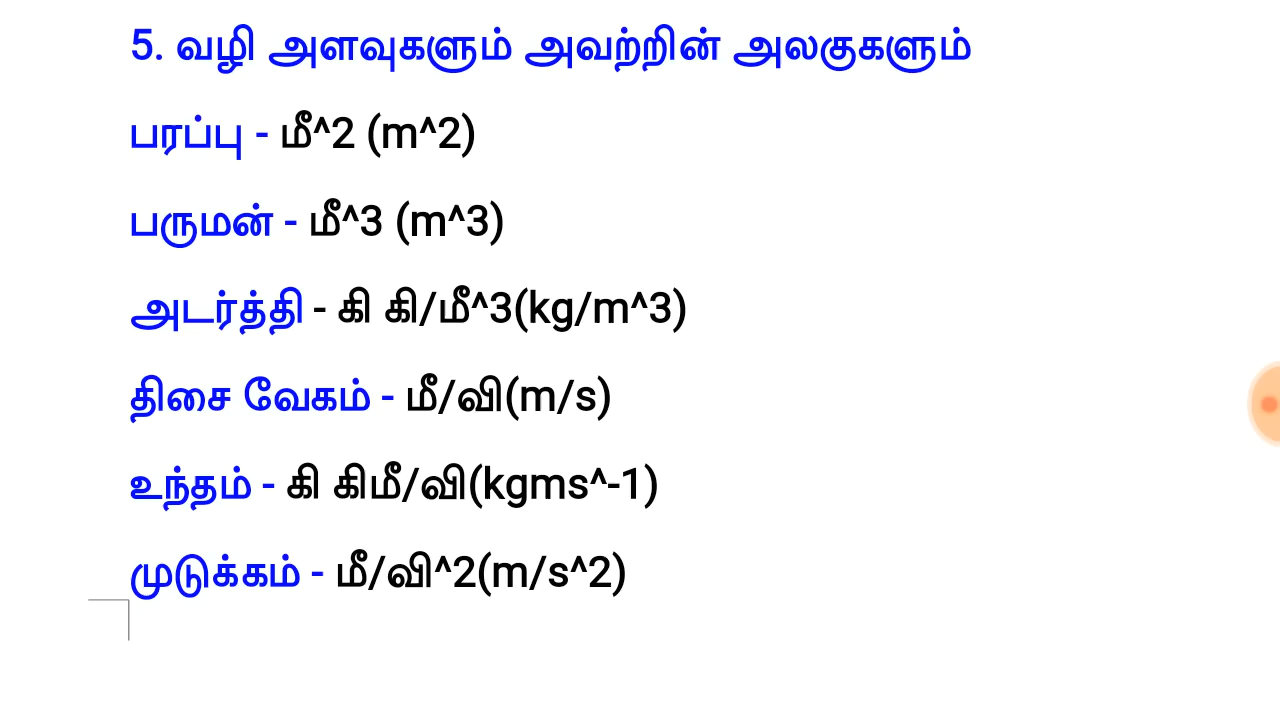 5. வழி அளவுகளும் அவற்றின் அலகுகளும்
பரப்பு - மீ^2 (m^2)
பருமன் - மீ^3 (m^3)
அடர்த்தி - கி கி/மீ^3(kg/m^3)
திசை வேகம் - மீ/வி(m/s)
உந்தம் - கி கிமீ/வி(kgms^-1)
முடுக்கம் - மீ/வி^2(m/s^2)